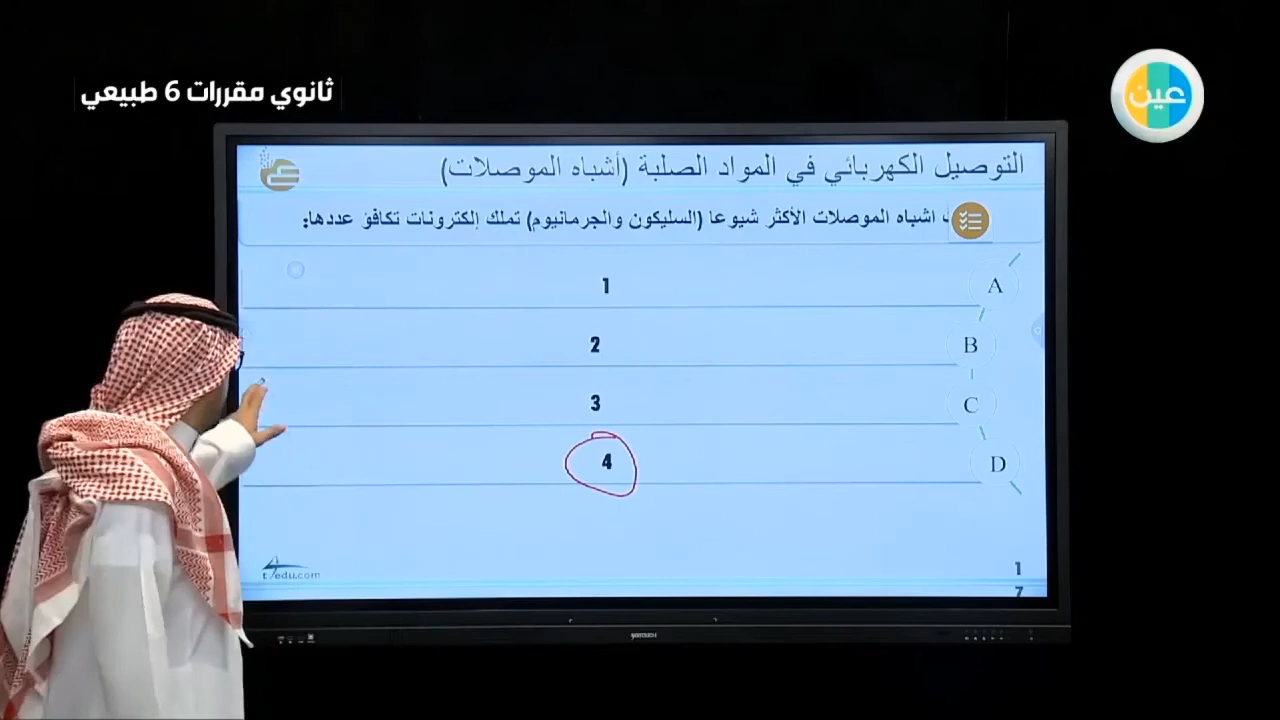 ثانوي مقررات 6 طبيعي
عين
التوصيل الكهربائي في المواد الصلبة (أشباه الموصلات)
اشباه الموصلات الأكثر شيوعا (السليكون والجرمانيوم) تملك إلكترونات تكافؤ عددها:
A 1
B 2
C 3
D 4
t4edu.com
1
7